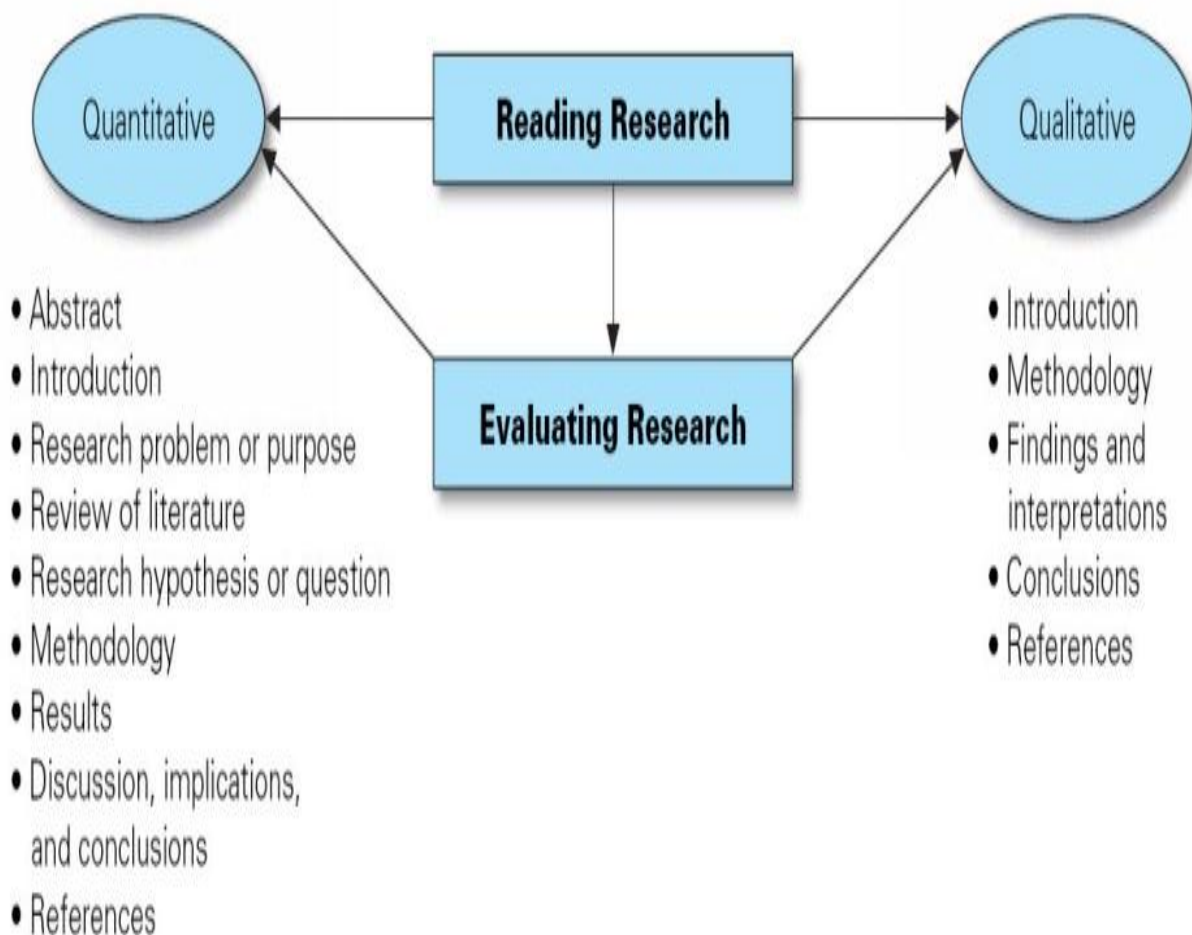 Quantitative
Reading Research
Qualitative
Evaluating Research
• Abstract
• Introduction
• Research problem or purpose
• Review of literature
• Research hypothesis or question
• Methodology
• Results
• Discussion, implications,
and conclusions
• References
• Introduction
• Methodology
• Findings and
interpretations
• Conclusions
• References